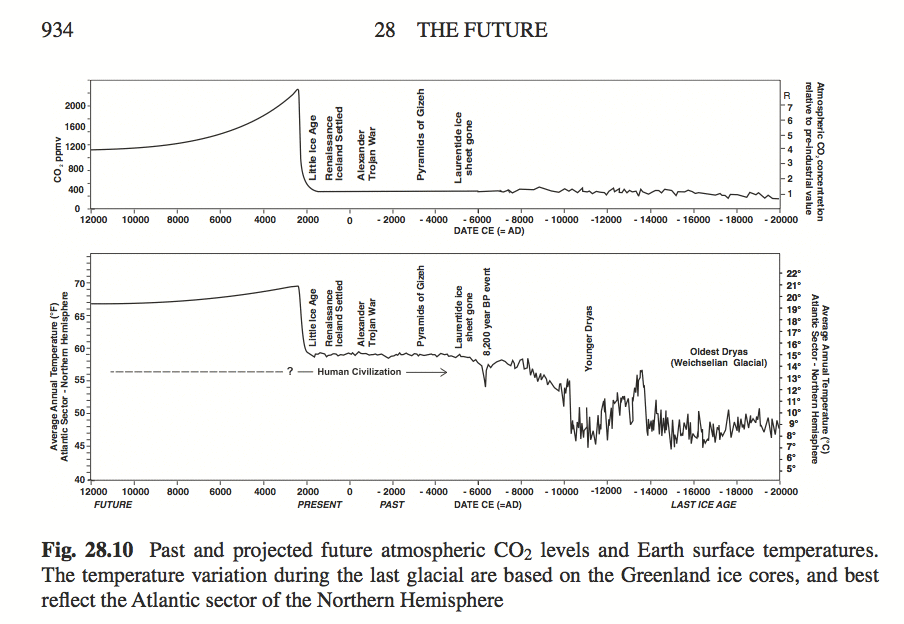 934
28 THE FUTURE
CO2 ppmv
2000
1600
1200
800
400
0
Little Ice Age
Renaissance
Iceland Settled
Alexander
Trojan War
Pyramids of Gizeh
Laurentide Ice
sheet gone
R
7
6
5
4
3
2
1
Atmospheric CO2 concentration
relative to pre-industrial value
12000 10000 8000 6000 4000 2000 0 - 2000 - 4000 - 6000 - 8000 - 10000 -12000 - 14000 - 16000 - 18000 - 20000
DATE CE (= AD)
Average Annual Temperature (°F)
Atlantic Sector - Northern Hemisphere
70
65
60
55
50
45
40
Little Ice Age
Renaissance
Iceland Settled
Alexander
Trojan War
Pyramids of Gizeh
Laurentide ice
sheet gone
8,200 year BP event
Younger Dryas
Oldest Dryas
(Weichselian Glacial)
? Human Civilization
22°
21°
20°
19°
18°
17°
16°
15°
14°
13°
12°
11°
10°
9°
8°
7°
6°
5°
Average Annual Temperature (°C)
Atlantic Sector - Northern Hemisphere
12000 10000 8000 6000 4000 2000 0 - 2000 - 4000 - 6000 - 8000 - 10000 -12000 - 14000 - 16000 - 18000 - 20000
FUTURE PRESENT PAST DATE CE (=AD) LAST ICE AGE
Fig. 28.10 Past and projected future atmospheric CO2 levels and Earth surface temperatures.
The temperature variation during the last glacial are based on the Greenland ice cores, and best
reflect the Atlantic sector of the Northern Hemisphere